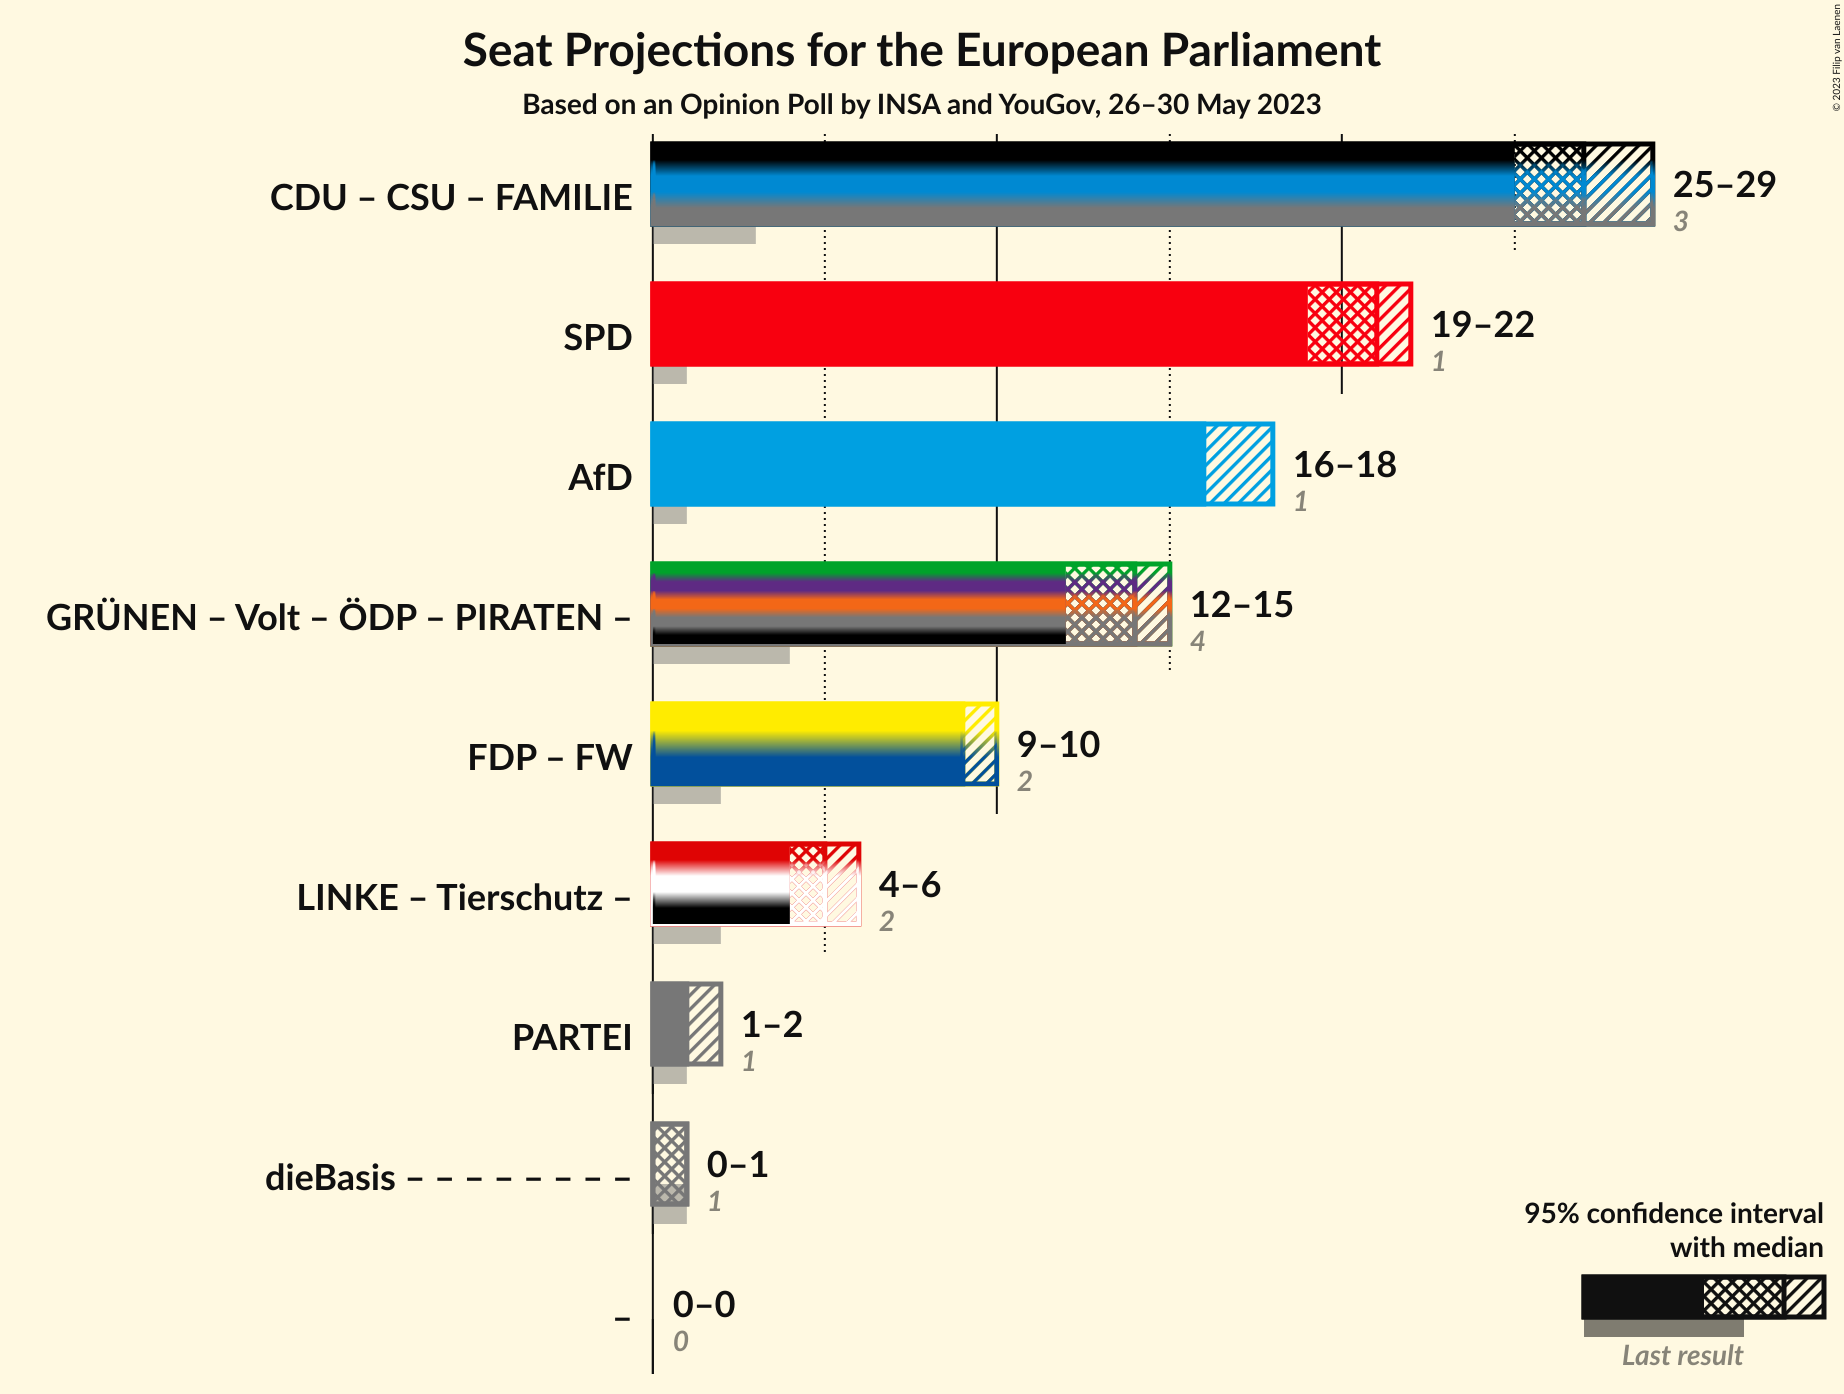 Seat Projections for the European Parliament
Based on an Opinion Poll by INSA and YouGov, 26–30 May 2023
© 2023 Filip van Laenen
CDU – CSU – FAMILIE
25–29
3
SPD
19–22
1
AfD
16–18
1
GRÜNEN – Volt – ÖDP – PIRATEN –
12–15
4
FDP – FW
9–10
2
LINKE – Tierschutz –
4–6
2
PARTEI
1–2
1
dieBasis – – – – – – – –
0–1
1
–
0–0
0
95% confidence interval
with median
Last result